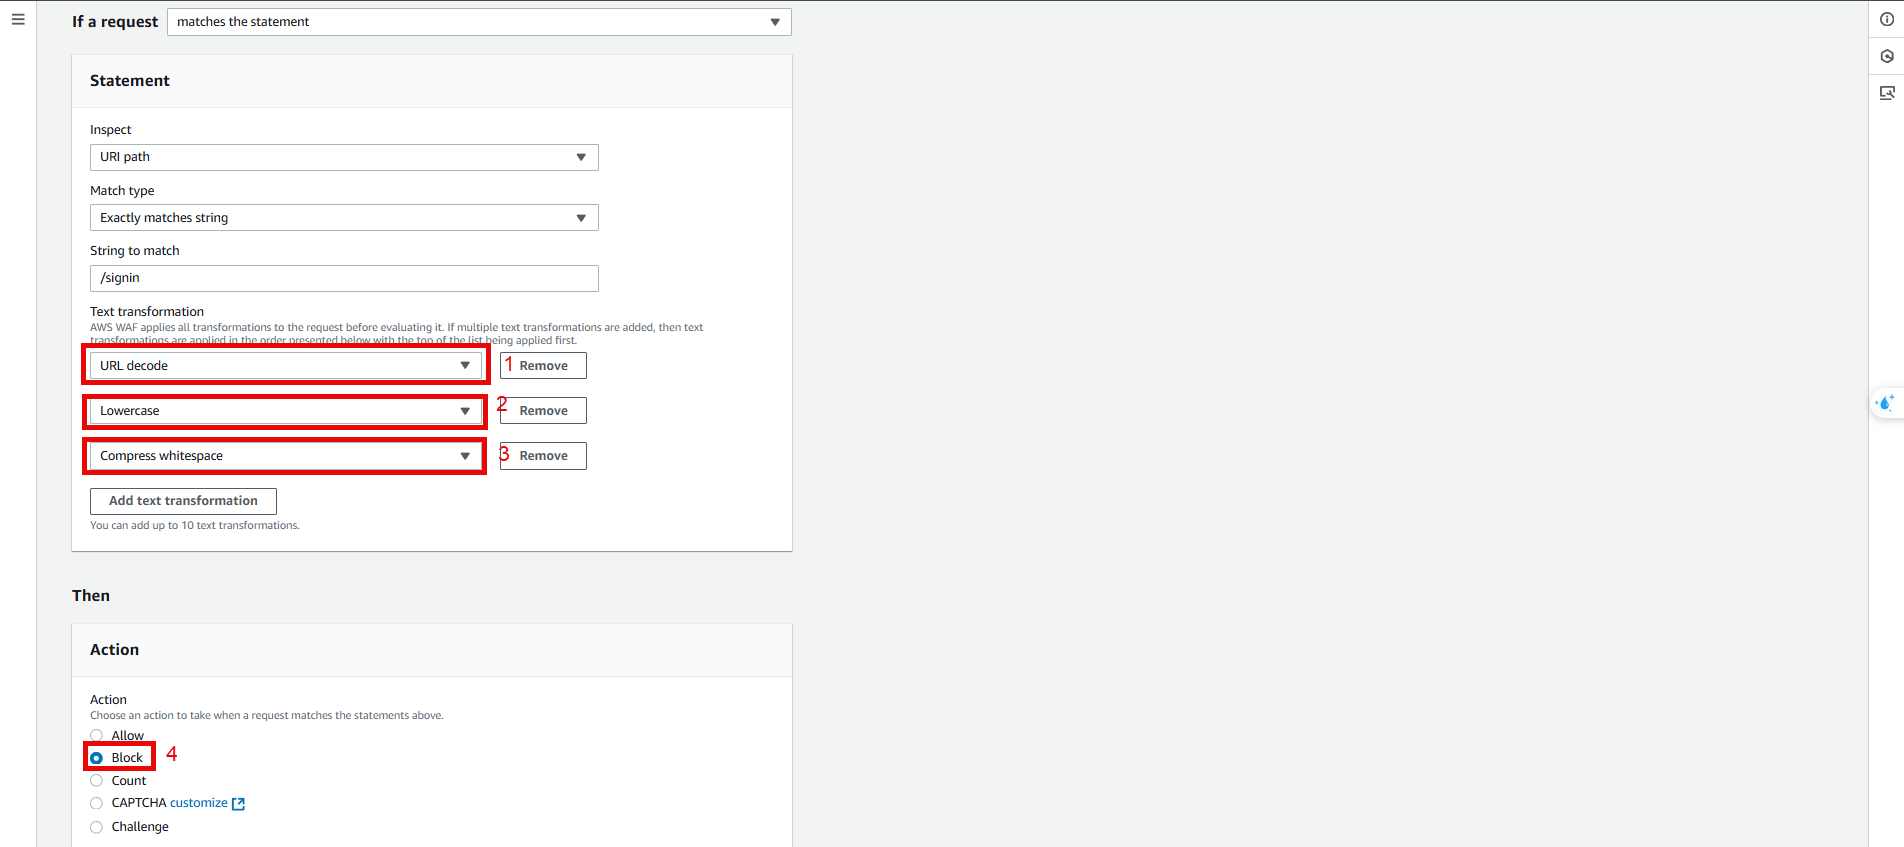 If a request matches the statement
Statement
Inspect
URI path
Match type
Exactly matches string
String to match
/signin
Text transformation
AWS WAF applies all transformations to the request before evaluating it. If multiple text transformations are added, then text
transformations are applied in the order presented below with the top of the list being applied first.
URL decode 1 Remove
Lowercase 2 Remove
Compress whitespace 3 Remove
Add text transformation
You can add up to 10 text transformations.
Then
Action
Action
Choose an action to take when a request matches the statements above.
Allow
Block 4
Count
CAPTCHA customize
Challenge